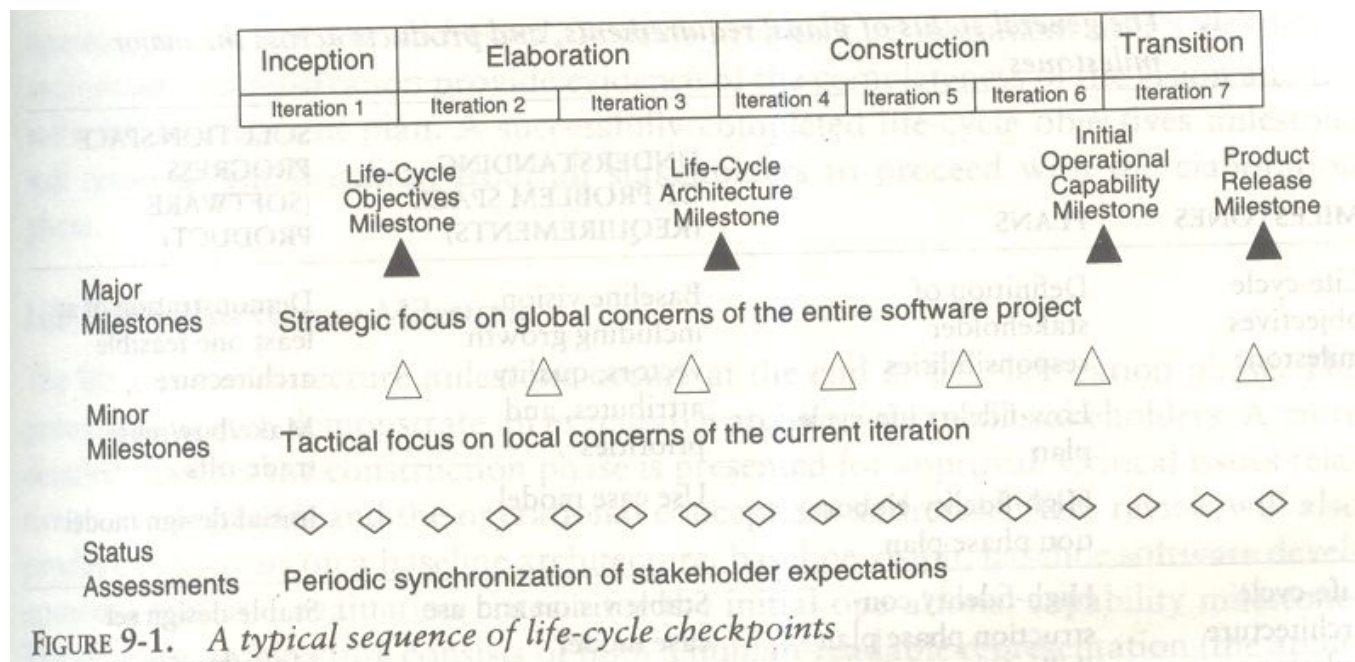 Inception Elaboration Construction Transition
Iteration 1 Iteration 2 Iteration 3 Iteration 4 Iteration 5 Iteration 6 Iteration 7
Life-Cycle
Objectives
Milestone
Life-Cycle
Architecture
Milestone
Initial
Operational
Capability
Milestone
Product
Release
Milestone
Major
Milestones
Strategic focus on global concerns of the entire software project
Minor
Milestones
Tactical focus on local concerns of the current iteration
Status
Assessments
Periodic synchronization of stakeholder expectations
FIGURE 9-1. A typical sequence of life-cycle checkpoints